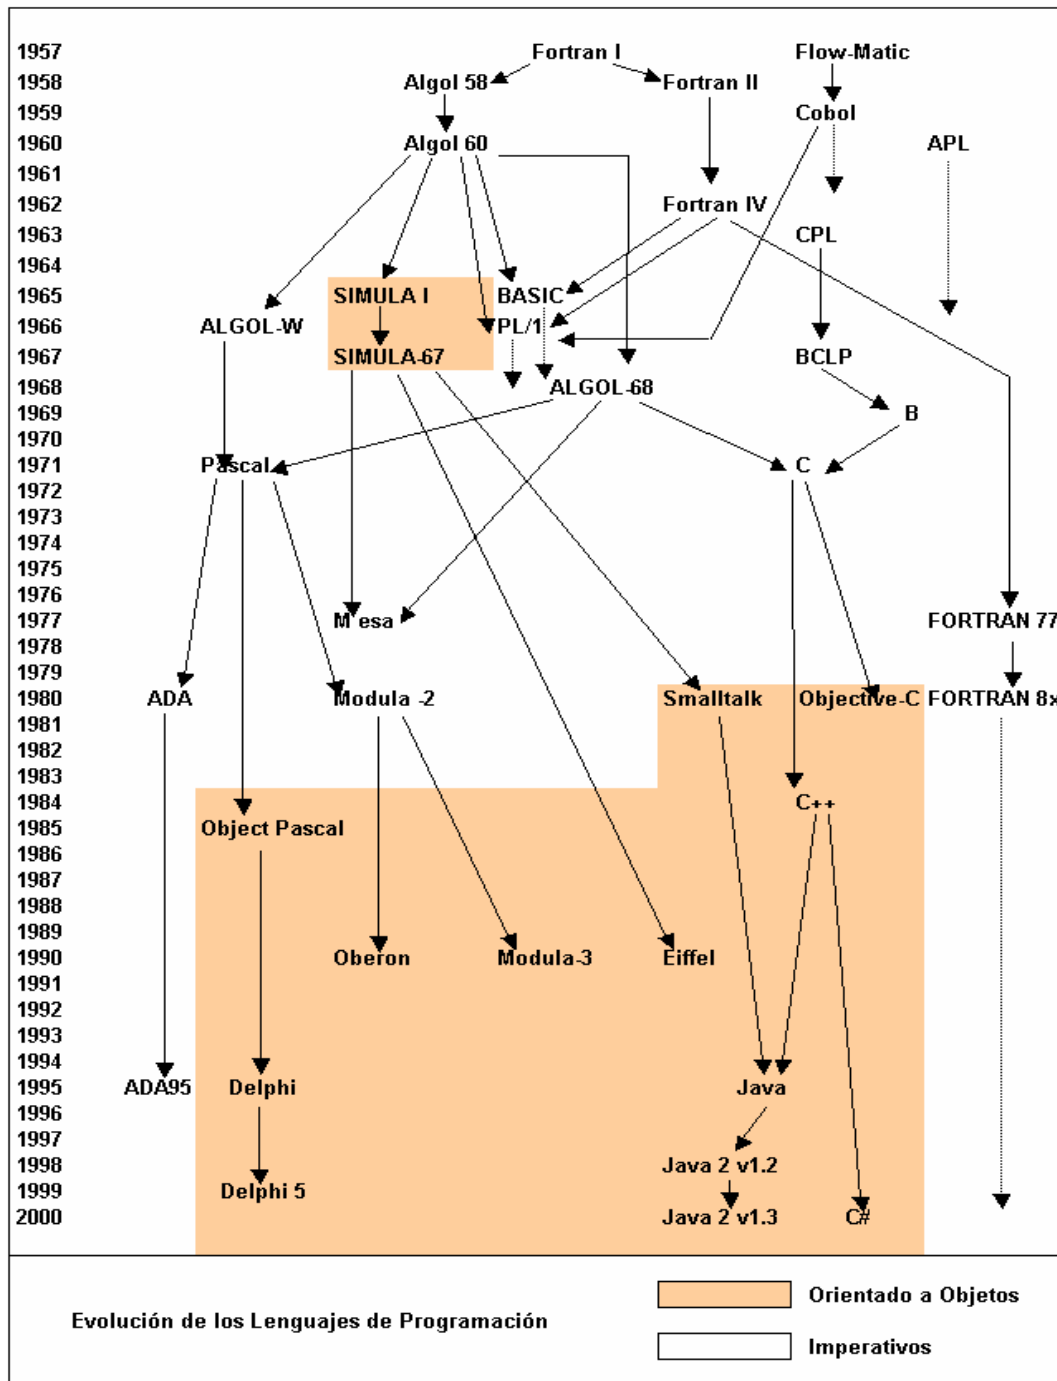 1957 Fortran I Flow-Matic
1958 Algol 58 Fortran II
1959 Cobol
1960 Algol 60 APL
1961
1962 Fortran IV
1963 CPL
1964
1965 SIMULA I BASIC
1966 ALGOL-W PL/1
1967 SIMULA-67 BCLP
1968 ALGOL-68
1969 B
1970
1971 Pascal C
1972
1973
1974
1975
1976
1977 Mesa FORTRAN 77
1978
1979
1980 ADA Modula -2 Smalltalk Objective-C FORTRAN 8x
1981
1982
1983
1984 C++
1985 Object Pascal
1986
1987
1988
1989
1990 Oberon Modula-3 Eiffel
1991
1992
1993
1994
1995 ADA95 Delphi Java
1996
1997
1998 Java 2 v1.2
1999 Delphi 5
2000 Java 2 v1.3 C#
Evolución de los Lenguajes de Programación
Orientado a Objetos
Imperativos